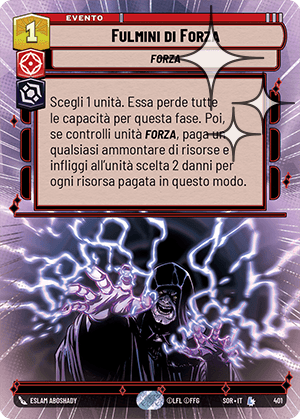 1
EVENTO
FULMINI DI FORZA
FORZA
Scegli 1 unità. Essa perde tutte
le capacità per questa fase. Poi,
se controlli unità FORZA, paga un
qualsiasi ammontare di risorse e
infliggi all'unità scelta 2 danni per
ogni risorsa pagata in questo modo.
ESLAM ABOSHADY ©LFL ©FFG SOR • IT 401